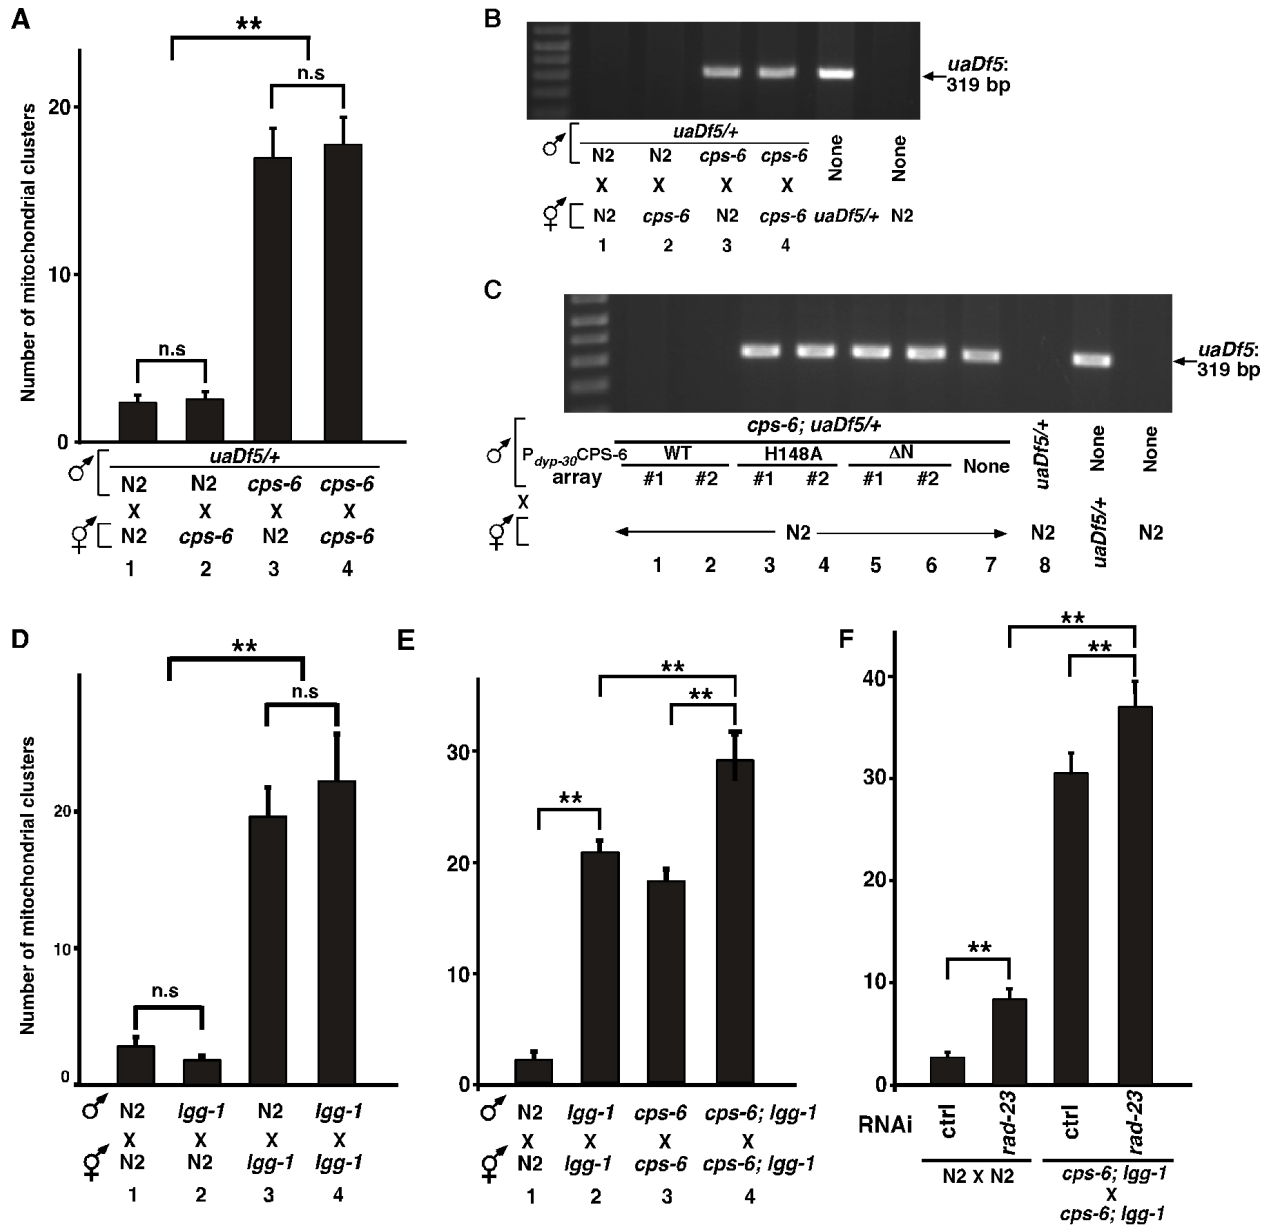 A
**
n.s
20
10
n.s
0
Number of mitochondrial clusters
uaDf5/+
♂ N2 N2 cps-6 cps-6
X X X X
⚥ N2 cps-6 N2 cps-6
1 2 3 4
B
uaDf5:
319 bp
uaDf5/+
♂ N2 N2 cps-6 cps-6 None None
X X X X
⚥ N2 cps-6 N2 cps-6 uaDf5/+ N2
1 2 3 4
C
uaDf5:
319 bp
cps-6; uaDf5/+
♂ Pdyp-30CPS-6 WT H148A ΔN None uaDf5/+ None None
array #1 #2 #1 #2 #1 #2
X
⚥ N2 N2 uaDf5/+ N2
1 2 3 4 5 6 7 8
D
**
n.s
20
10
n.s
0
Number of mitochondrial clusters
♂ N2 lgg-1 N2 lgg-1
X X X X
⚥ N2 N2 lgg-1 lgg-1
1 2 3 4
E
**
**
30
**
20
10
0
♂ N2 lgg-1 cps-6 cps-6; lgg-1
X X X X
⚥ N2 lgg-1 cps-6 cps-6; lgg-1
1 2 3 4
F
**
**
40
30
20
**
10
0
RNAi ctrl rad-23 ctrl rad-23
N2 X N2 cps-6; lgg-1
X
cps-6; lgg-1